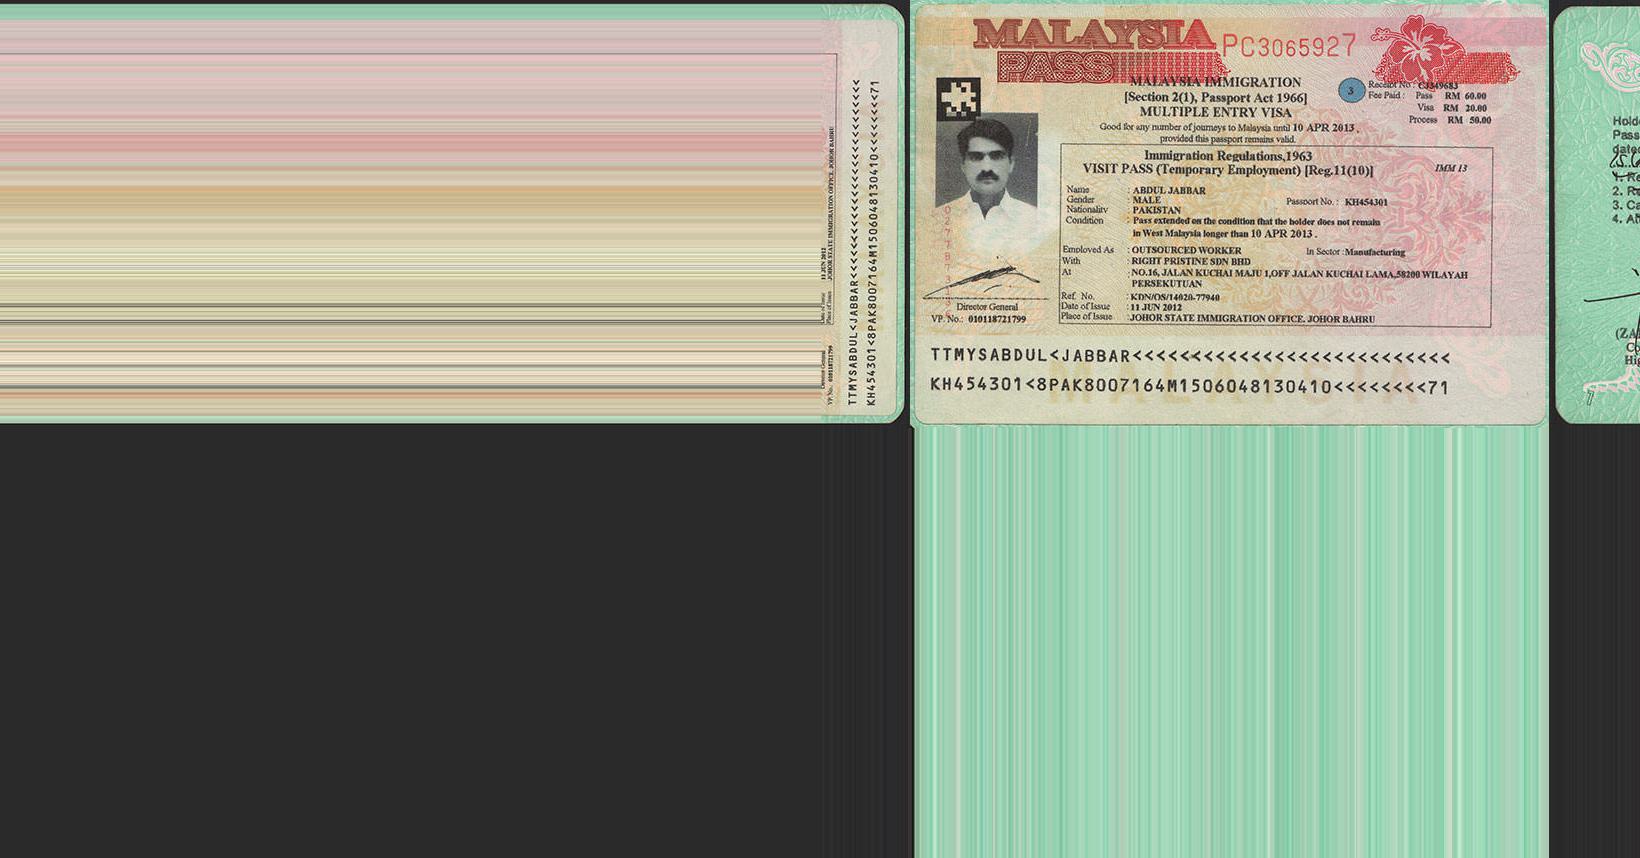 MALAYSIA
PC3065927
PASS
MALAYSIA IMMIGRATION
[Section 2(1), Passport Act 1966]
MULTIPLE ENTRY VISA
Good for any number of journeys to Malaysia until 10 APR 2013 .
provided this passport remains valid.
3
Receipt No :
Fee Paid : Pass RM 60.00
Visa RM 20.00
Process RM 50.00
Immigration Regulations,1963
VISIT PASS (Temporary Employment) [Reg.11(10)]
IMM 13
Name : ABDUL JABBAR
Gender : MALE
Passport No. : KH454301
Nationality : PAKISTAN
Condition : Pass extended on the condition that the holder does not remain
in West Malaysia longer than 10 APR 2013 .
Employed As : OUTSOURCED WORKER
In Sector :Manufacturing
With : RIGHT PRISTINE SDN BHD
At : NO.16, JALAN KUCHAI MAJU 1,OFF JALAN KUCHAI LAMA,58200 WILAYAH
PERSEKUTUAN
Ref. No. : KDN/OS/14020-77940
Date of Issue : 11 JUN 2012
Place of Issue : JOHOR STATE IMMIGRATION OFFICE. JOHOR BAHRU
Director General
VP. No.: 010118721799
TTMYSABDUL<JABBAR<<<<<<<<<<<<<<<<<<<<<<<<<<<
KH454301<8PAK8007164M1506048130410<<<<<<<<71
11 JUN 2012
JOHOR STATE IMMIGRATION OFFICE. JOHOR BAHRU
Date of Issue
Place of Issue
Director General
VP. No.: 010118721799
TTMYSABDUL<JABBAR<<<<<<<<<<<<<<<<<<<<<<<<<<<
KH454301<8PAK8007164M1506048130410<<<<<<<<71
Holde
Pass
dated
1. Re
2. Re
3. Ca
4. Aft
(ZA
Co
Hig
7